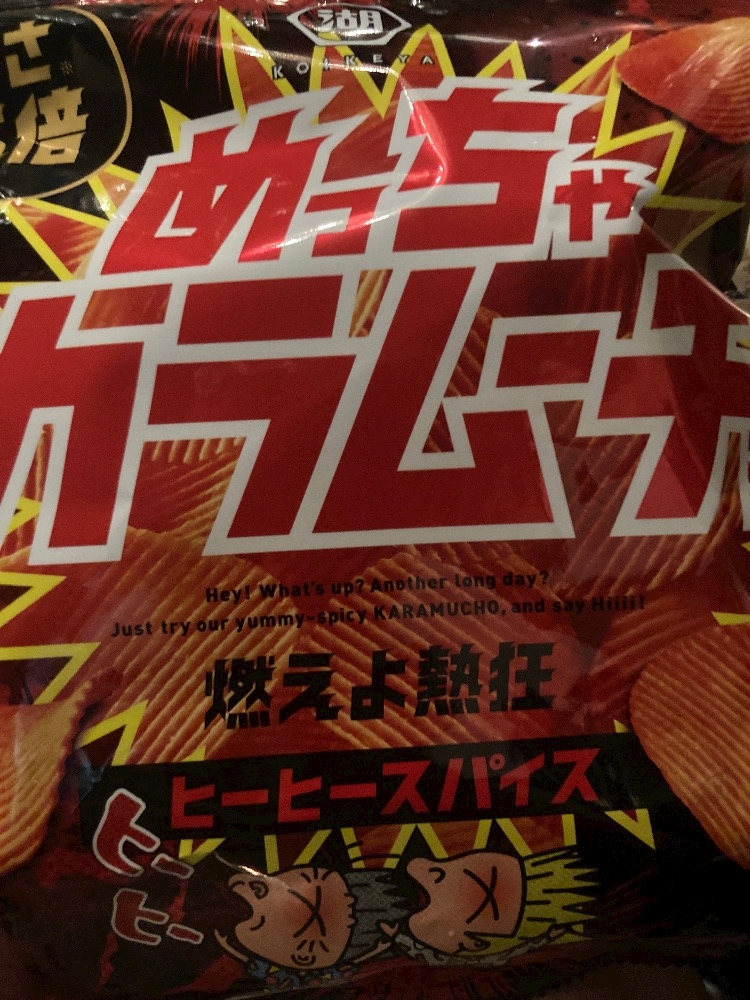 湖
KOIKEYA
さ※
倍
めっちゃ
カラムーチ
Hey! What's up? Another long day?
Just try our yummy-spicy KARAMUCHO, and say Hiiii!
燃えよ熱狂
ヒーヒースパイス
ヒー
ヒー